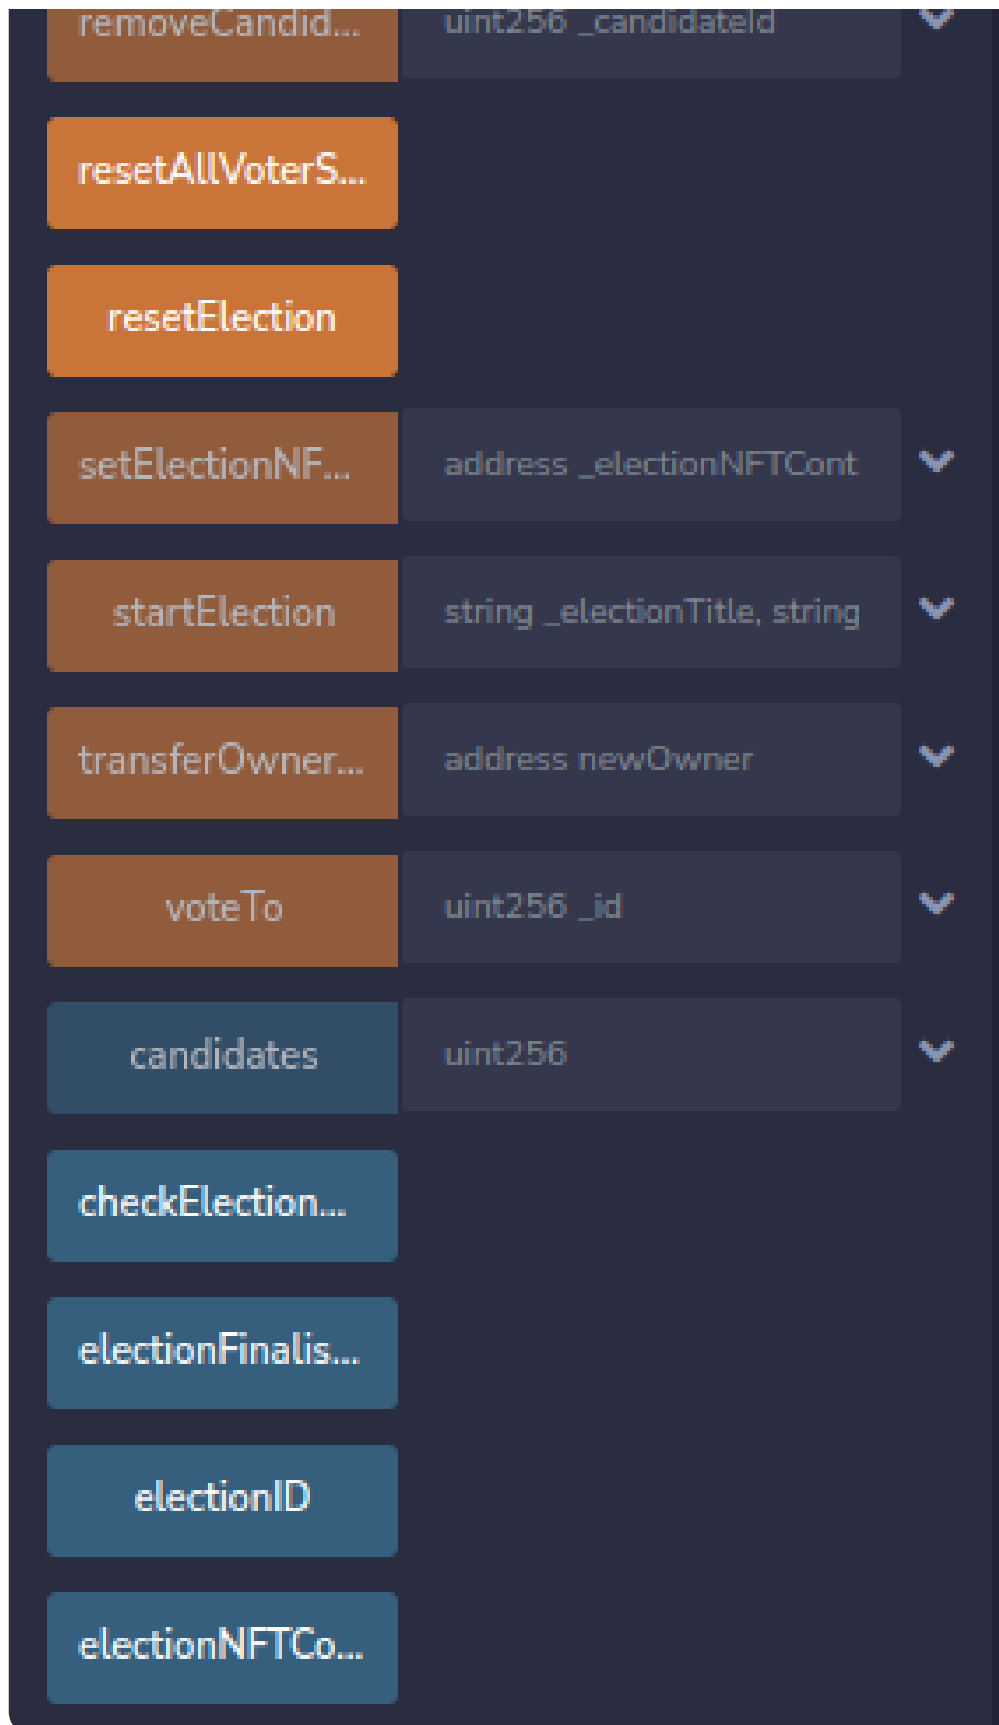 removeCandid... uint256 _candidateId
resetAllVoterS...
resetElection
setElectionNF... address _electionNFTCont
startElection string _electionTitle, string
transferOwner... address newOwner
voteTo uint256 _id
candidates uint256
checkElection...
electionFinalis...
electionID
electionNFTCo...